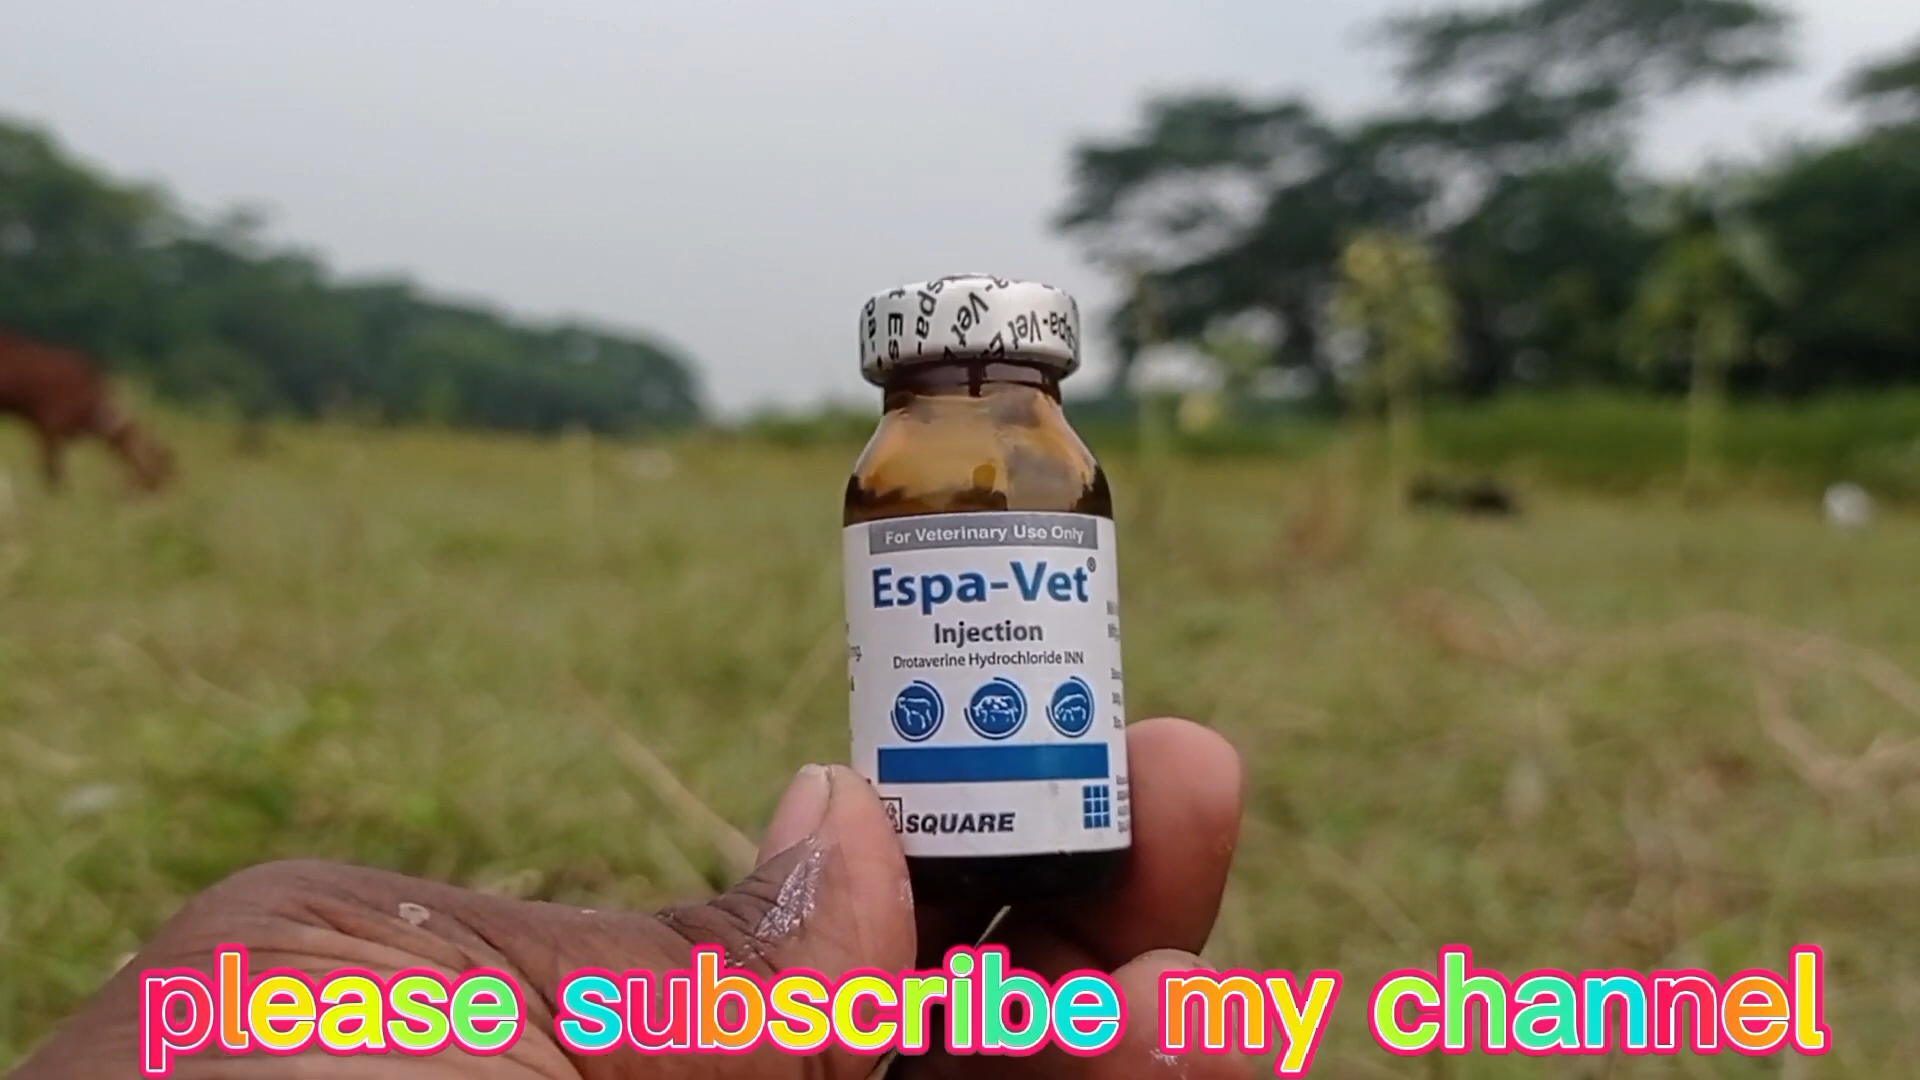 Espa-Vet
For Veterinary Use Only
Espa-Vet®
Injection
Drotaverine Hydrochloride INN
SQUARE
please subscribe my channel